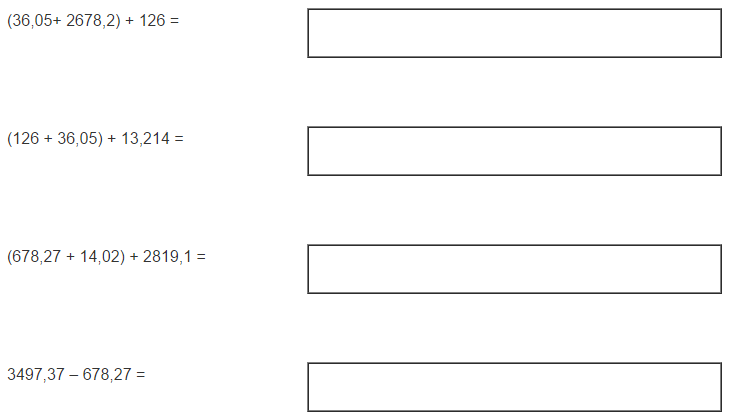 (36,05+ 2678,2) + 126 =
(126 + 36,05) + 13,214 =
(678,27 + 14,02) + 2819,1 =
3497,37 – 678,27 =